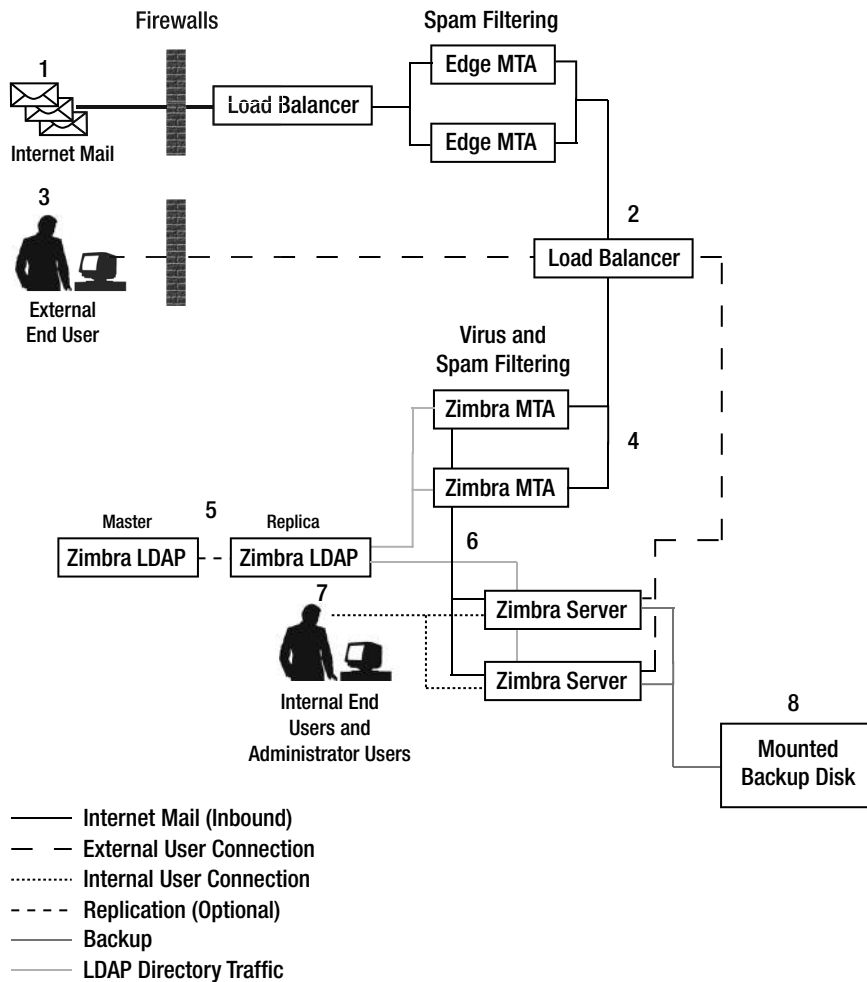 Firewalls
Spam Filtering
1
Edge MTA
Load Balancer
Internet Mail
Edge MTA
3
2
Load Balancer
External
End User
Virus and
Spam Filtering
Zimbra MTA
4
Zimbra MTA
Master
5
Replica
Zimbra LDAP
Zimbra LDAP
6
7
Zimbra Server
Zimbra Server
Internal End
Users and
Administrator Users
8
Mounted
Backup Disk
Internet Mail (Inbound)
External User Connection
Internal User Connection
Replication (Optional)
Backup
LDAP Directory Traffic